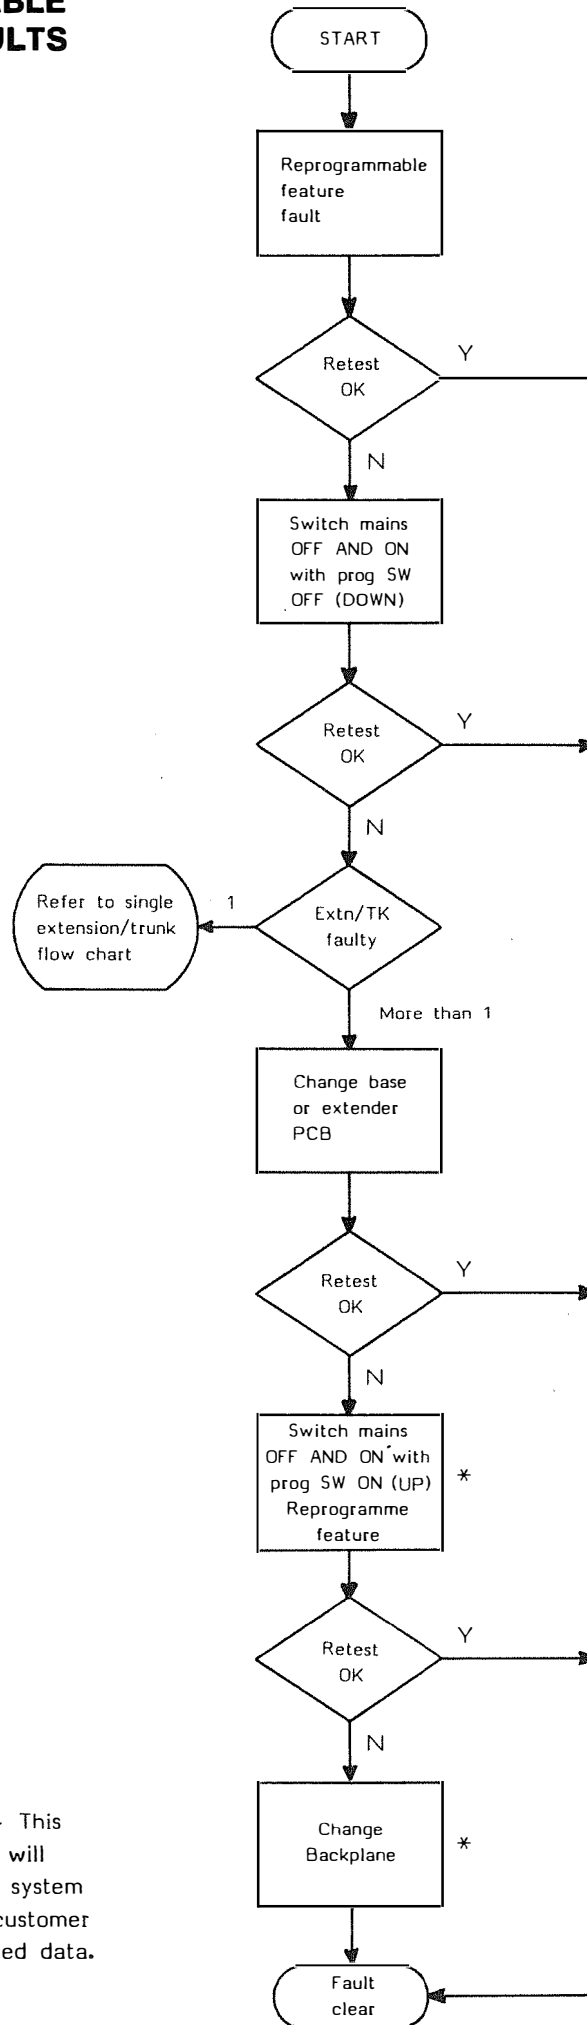 ABLE
ULTS
START
Reprogrammable
feature
fault
Retest
OK
Y
N
Switch mains
OFF AND ON
with prog SW
OFF (DOWN)
Retest
OK
Y
N
Extn/TK
faulty
1
Refer to single
extension/trunk
flow chart
More than 1
Change base
or extender
PCB
Retest
OK
Y
N
Switch mains
OFF AND ON with
prog SW ON (UP)
Reprogramme
feature
*
Retest
OK
Y
N
Change
Backplane
*
This
will
system
customer
ed data.
Fault
clear